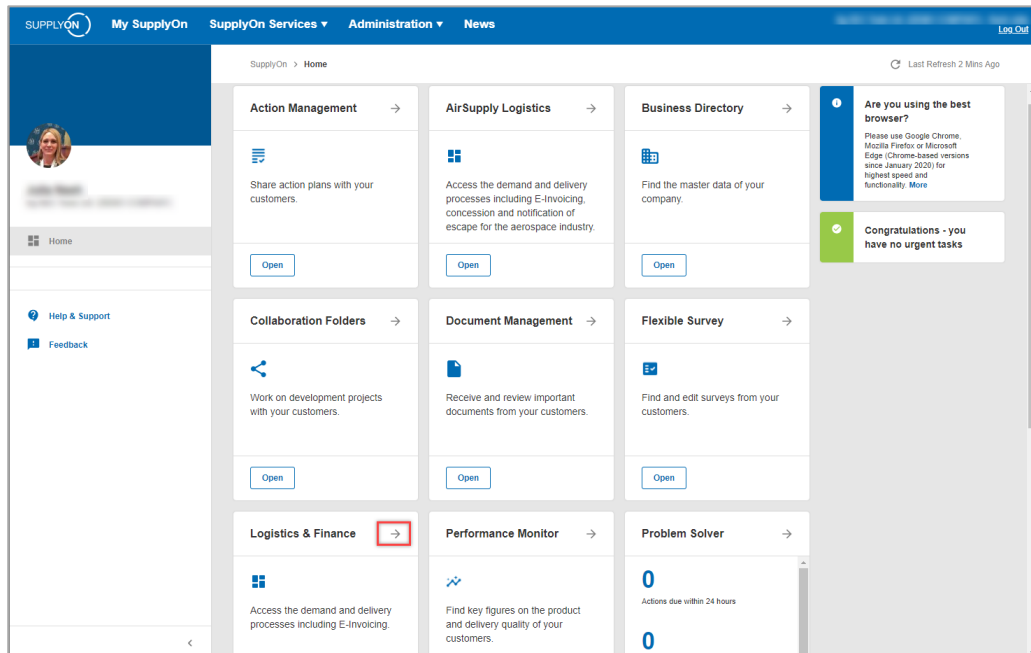 SUPPLYON
My SupplyOn
SupplyOn Services ▾
Administration ▾
News
Log Out
SupplyOn > Home
Last Refresh 2 Mins Ago
Home
Help & Support
Feedback
Action Management
Share action plans with your
customers.
Open
AirSupply Logistics
Access the demand and delivery
processes including E-Invoicing,
concession and notification of
escape for the aerospace industry.
Open
Business Directory
Find the master data of your
company.
Open
Are you using the best
browser?
Please use Google Chrome,
Mozilla Firefox or Microsoft
Edge (Chrome-based versions
since January 2020) for
highest speed and
functionality. More
Congratulations - you
have no urgent tasks
Collaboration Folders
Work on development projects
with your customers.
Open
Document Management
Receive and review important
documents from your customers.
Open
Flexible Survey
Find and edit surveys from your
customers.
Open
Logistics & Finance
Access the demand and delivery
processes including E-Invoicing.
Performance Monitor
Find key figures on the product
and delivery quality of your
customers.
Problem Solver
0
Actions due within 24 hours
0